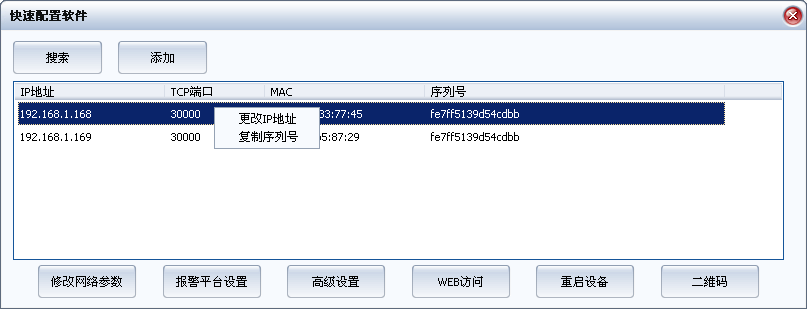 快速配置软件
搜索 添加
IP地址 TCP端口 MAC 序列号
192.168.1.168 30000 33:77:45 fe7ff5139d54cdbb
更改IP地址
192.168.1.169 30000 复制序列号 5:87:29 fe7ff5139d54cdbb
修改网络参数 报警平台设置 高级设置 WEB访问 重启设备 二维码